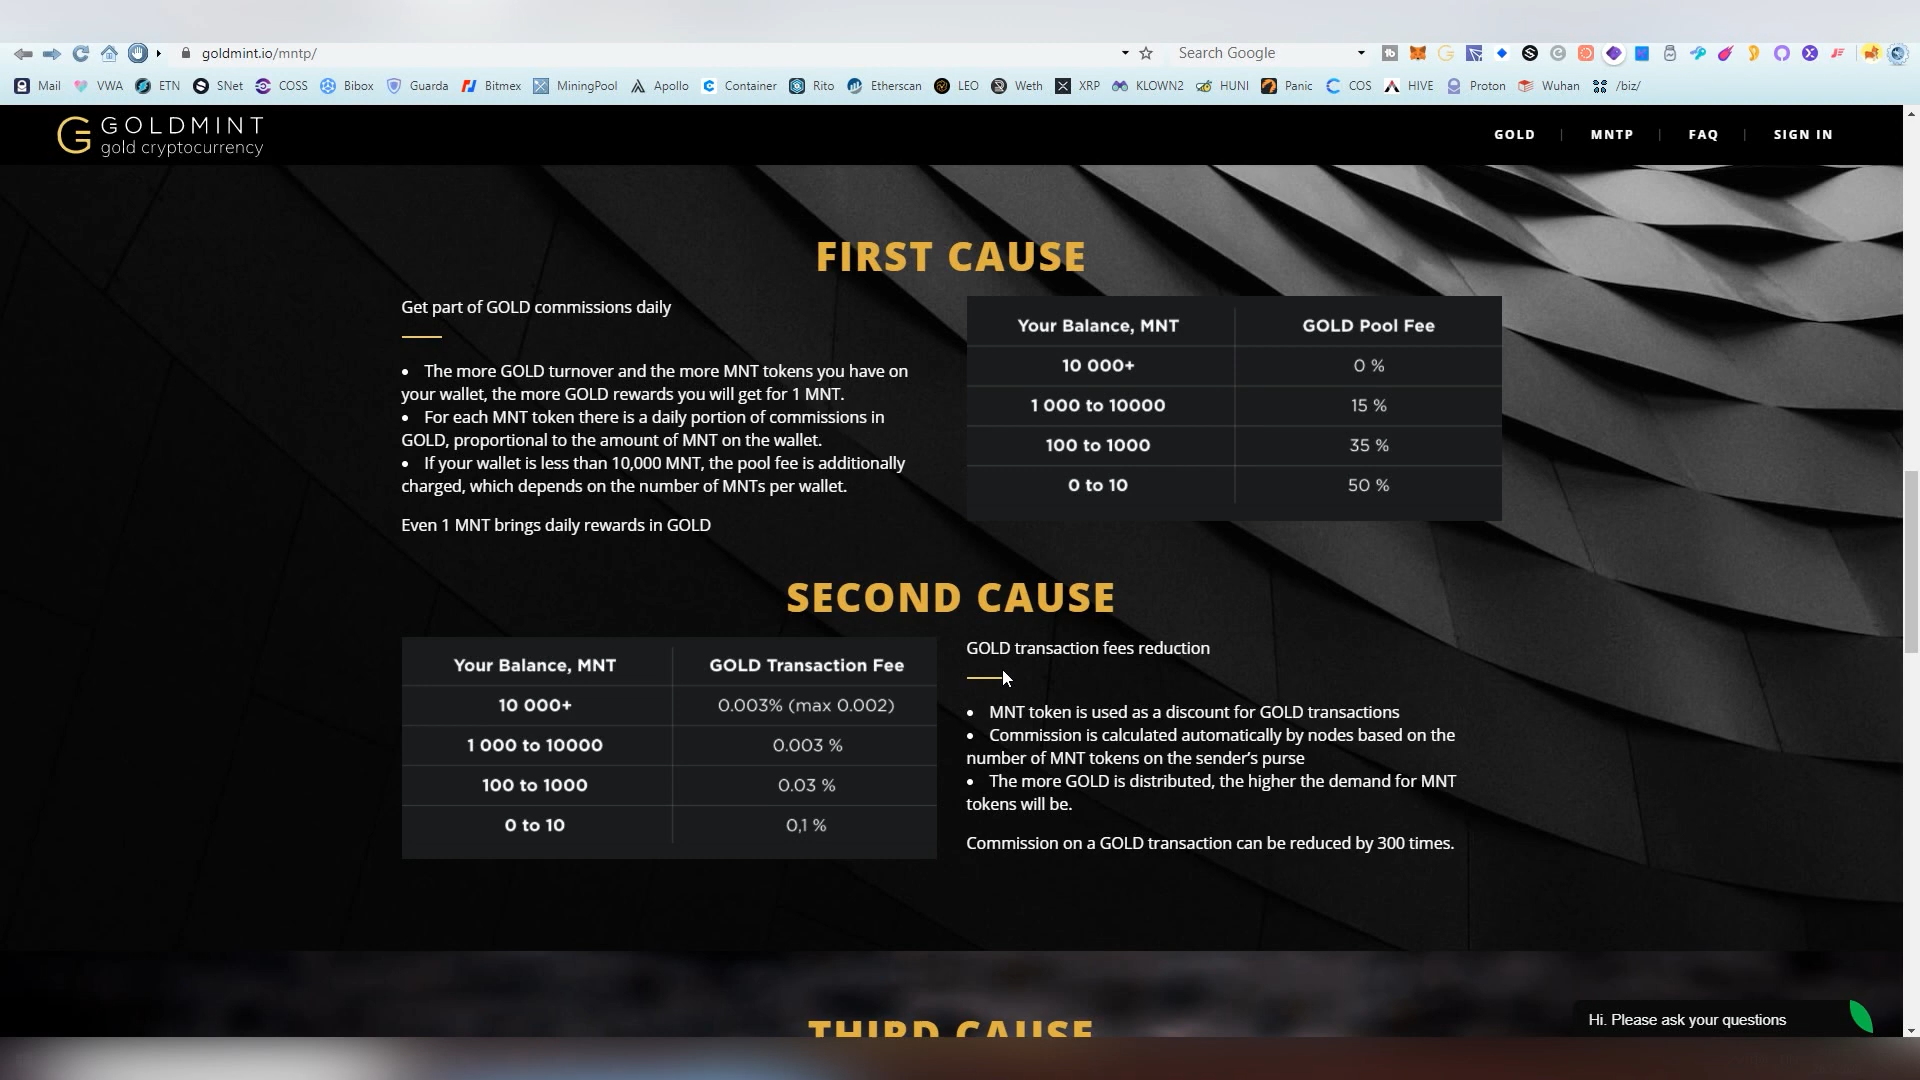 goldmint.io/mntp/
Search Google
Mail VWA ETN SNet COSS Bibox Guarda Bitmex MiningPool Apollo Container Rito Etherscan LEO Weth XRP KLOWN2 HUNI Panic COS HIVE Proton Wuhan /biz/
GOLDMINT
gold cryptocurrency
GOLD | MNTP | FAQ | SIGN IN
FIRST CAUSE
Get part of GOLD commissions daily
• The more GOLD turnover and the more MNT tokens you have on
your wallet, the more GOLD rewards you will get for 1 MNT.
• For each MNT token there is a daily portion of commissions in
GOLD, proportional to the amount of MNT on the wallet.
• If your wallet is less than 10,000 MNT, the pool fee is additionally
charged, which depends on the number of MNTs per wallet.
Even 1 MNT brings daily rewards in GOLD
Your Balance, MNT GOLD Pool Fee
10 000+ 0 %
1 000 to 10000 15 %
100 to 1000 35 %
0 to 10 50 %
SECOND CAUSE
Your Balance, MNT GOLD Transaction Fee
10 000+ 0.003% (max 0.002)
1 000 to 10000 0.003 %
100 to 1000 0.03 %
0 to 10 0,1 %
GOLD transaction fees reduction
• MNT token is used as a discount for GOLD transactions
• Commission is calculated automatically by nodes based on the
number of MNT tokens on the sender's purse
• The more GOLD is distributed, the higher the demand for MNT
tokens will be.
Commission on a GOLD transaction can be reduced by 300 times.
THIRD CAUSE
Hi. Please ask your questions